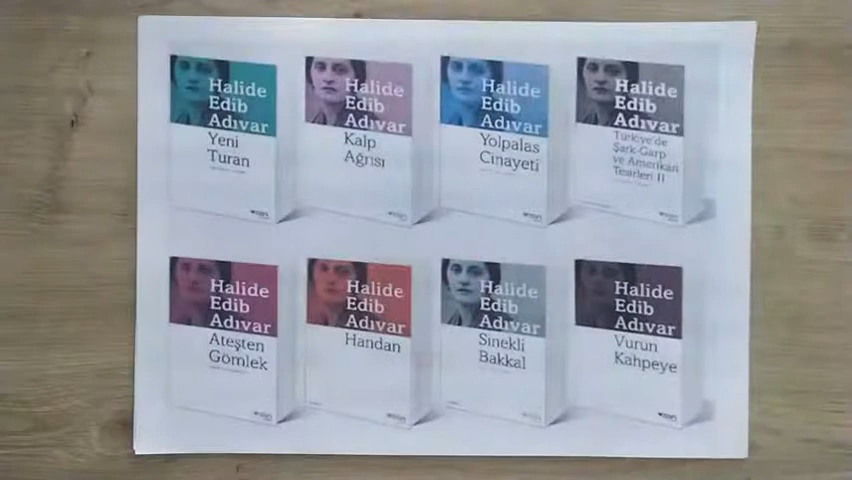 Halide
Edib
Adıvar
Yeni
Turan
Halide
Edib
Adıvar
Kalp
Ağrısı
Halide
Edib
Adıvar
Yolpalas
Cinayeti
Halide
Edib
Adıvar
Türkiye'de
Şark-Garp
ve Amerikan
Tesirleri II
Halide
Edib
Adıvar
Ateşten
Gömlek
Halide
Edib
Adıvar
Handan
Halide
Edib
Adıvar
Sinekli
Bakkal
Halide
Edib
Adıvar
Vurun
Kahpeye